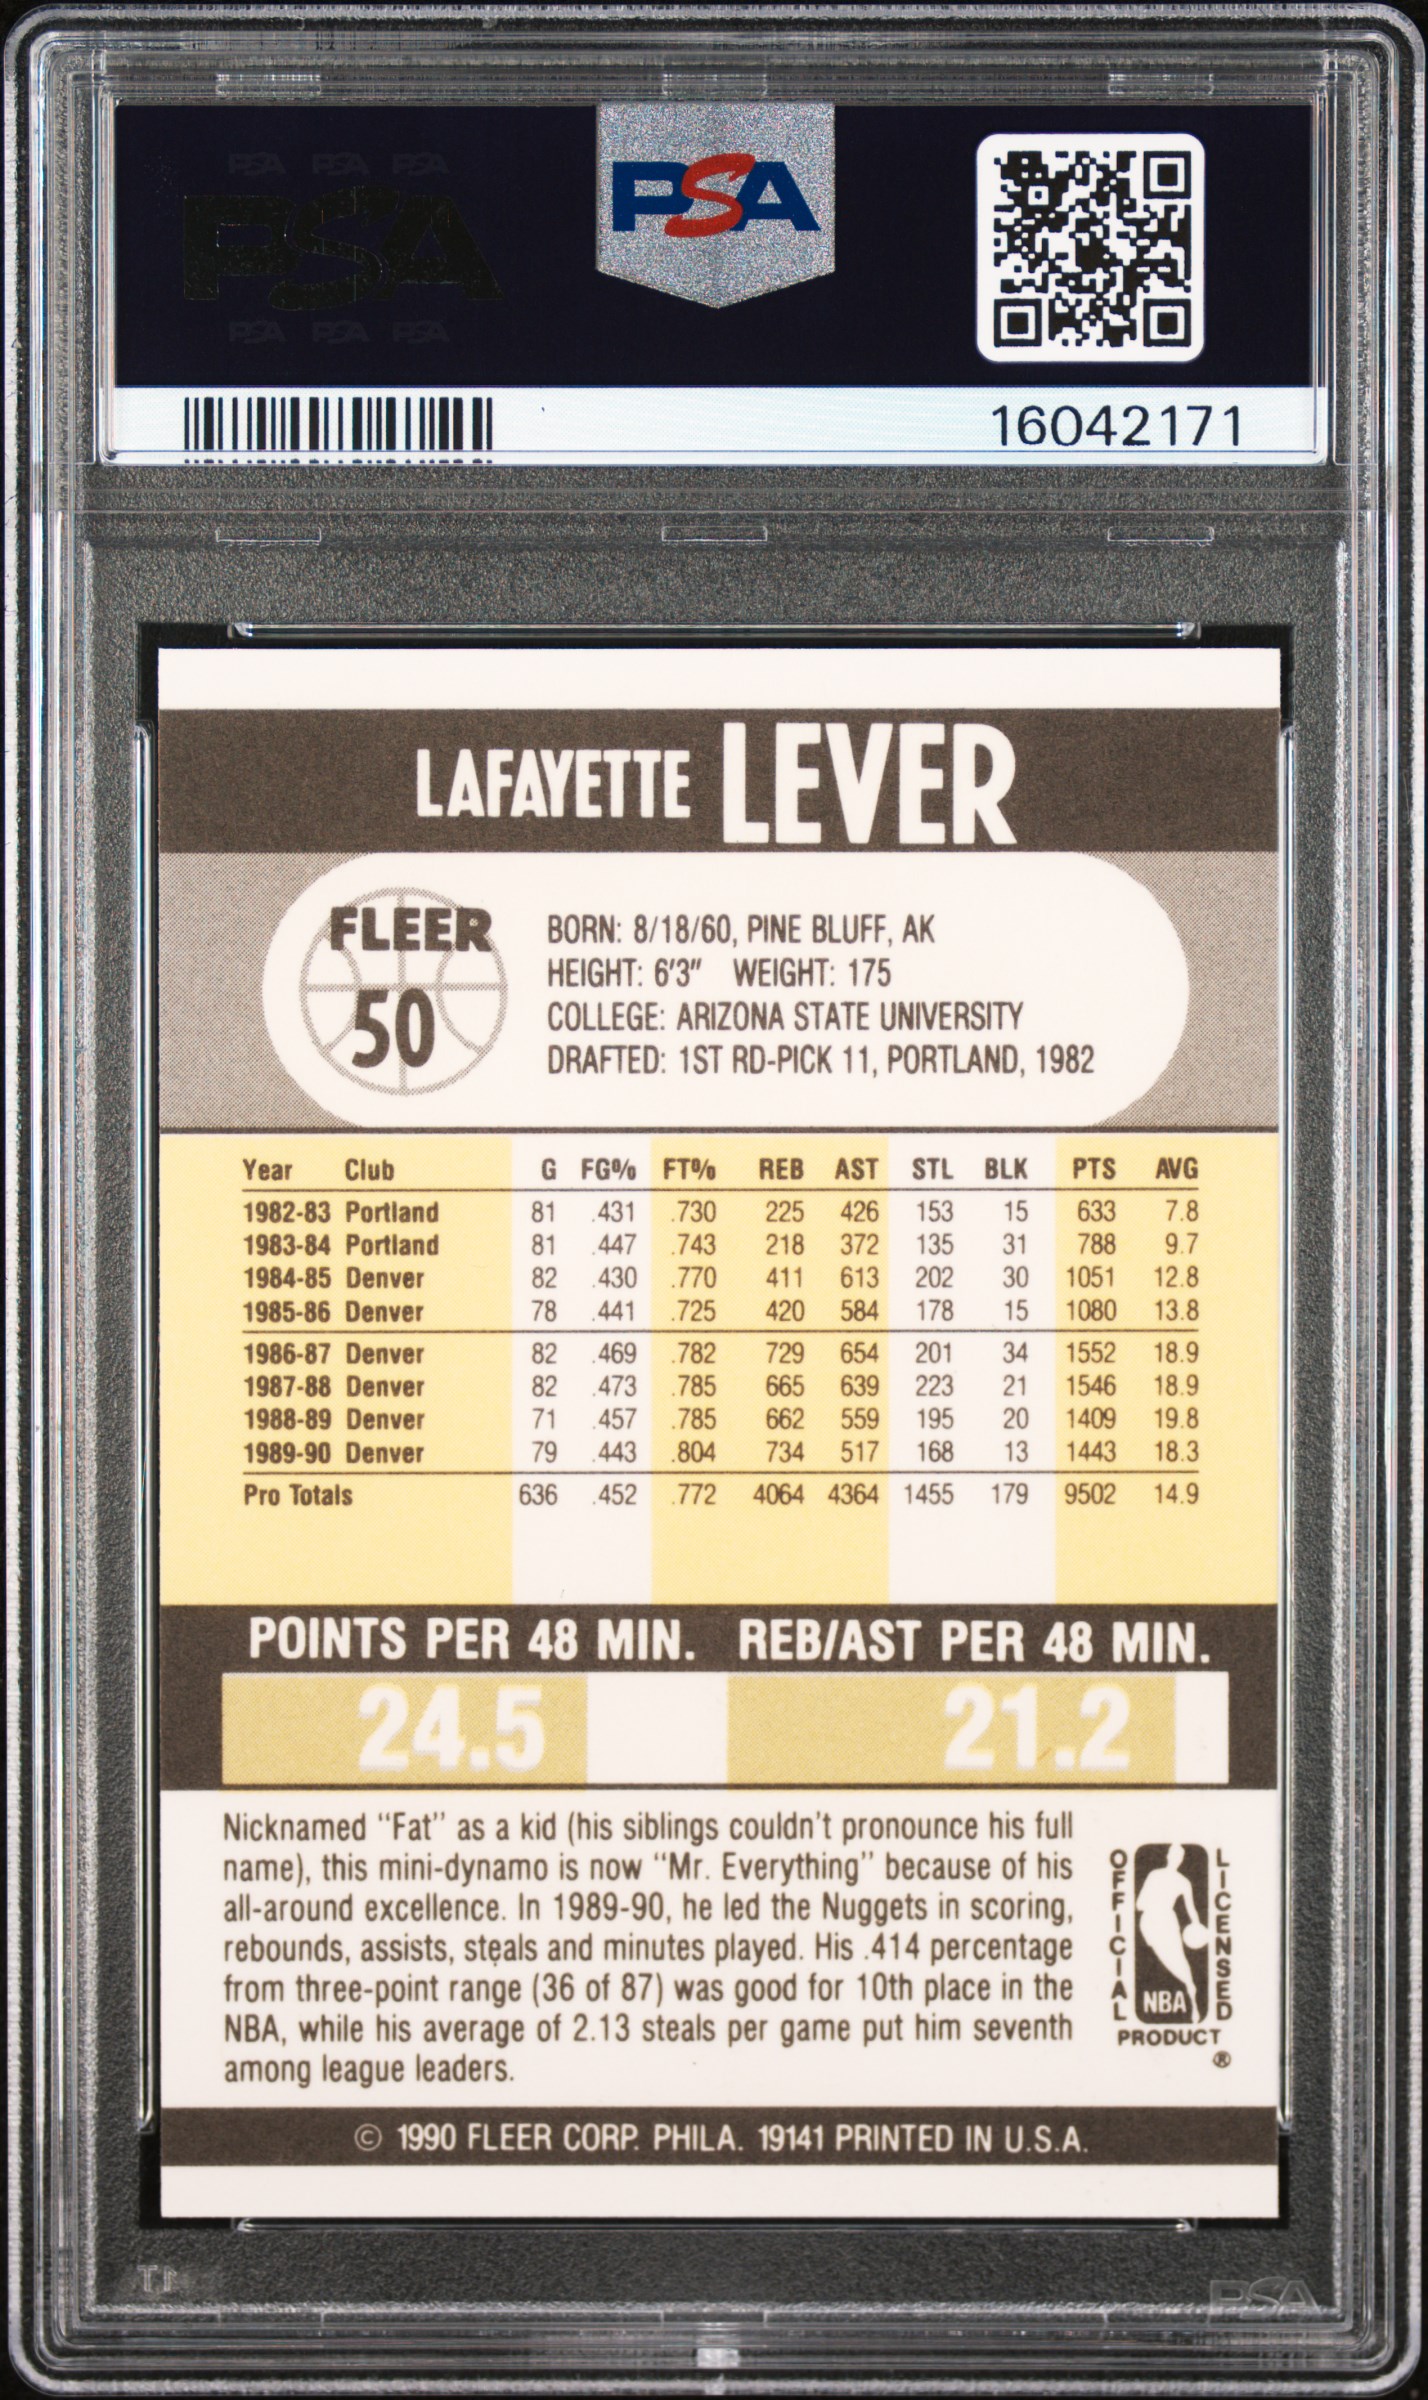 PSA PSA PSA
PSA
PSA PSA PSA
PSA
16042171
LAFAYETTE LEVER
FLEER
50
BORN: 8/18/60, PINE BLUFF, AK
HEIGHT: 6'3" WEIGHT: 175
COLLEGE: ARIZONA STATE UNIVERSITY
DRAFTED: 1ST RD-PICK 11, PORTLAND, 1982
Year Club G FG% FT% REB AST STL BLK PTS AVG
1982-83 Portland 81 .431 .730 225 426 153 15 633 7.8
1983-84 Portland 81 .447 .743 218 372 135 31 788 9.7
1984-85 Denver 82 .430 .770 411 613 202 30 1051 12.8
1985-86 Denver 78 .441 .725 420 584 178 15 1080 13.8
1986-87 Denver 82 .469 .782 729 654 201 34 1552 18.9
1987-88 Denver 82 .473 .785 665 639 223 21 1546 18.9
1988-89 Denver 71 .457 .785 662 559 195 20 1409 19.8
1989-90 Denver 79 .443 .804 734 517 168 13 1443 18.3
Pro Totals 636 .452 .772 4064 4364 1455 179 9502 14.9
POINTS PER 48 MIN. REB/AST PER 48 MIN.
24.5 21.2
Nicknamed "Fat" as a kid (his siblings couldn't pronounce his full
name), this mini-dynamo is now "Mr. Everything" because of his
all-around excellence. In 1989-90, he led the Nuggets in scoring,
rebounds, assists, steals and minutes played. His .414 percentage
from three-point range (36 of 87) was good for 10th place in the
NBA, while his average of 2.13 steals per game put him seventh
among league leaders.
OFFICIAL LICENSED
NBA
PRODUCT
®
© 1990 FLEER CORP. PHILA. 19141 PRINTED IN U.S.A.
PSA